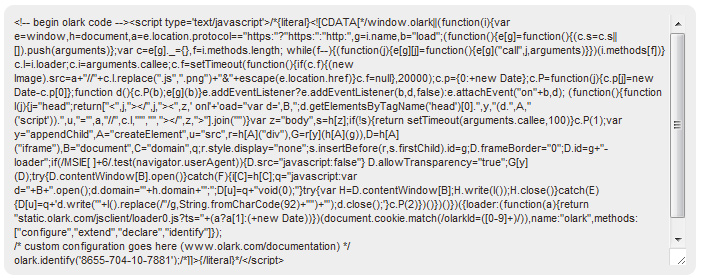 <!-- begin olark code --><script type='text/javascript'>/*{literal}<![CDATA[*/window.olark||(function(i){var
e=window,h=document,a=e.location.protocol=="https:"?"https:":"http:",g=i.name,b="load";(function(){e[g]=function(){(c.s=c.s||
[]).push(arguments)};var c=e[g]._={},f=i.methods.length; while(f--){(function(j){e[g][j]=function(){e[g]("call",j,arguments)}})(i.methods[f])}
c.l=i.loader;c.i=arguments.callee;c.f=setTimeout(function(){if(c.f){(new
Image).src=a+"//"+c.l.replace(".js",".png")+"&"+escape(e.location.href)}c.f=null},20000);c.p={0:+new Date};c.P=function(j){c.p[j]=new
Date-c.p[0]};function d(){c.P(b);e[g](b)}e.addEventListener?e.addEventListener(b,d,false):e.attachEvent("on"+b,d); (function(){function
l(j){j="head";return["<",j,"></",j,"><",z,' onl'+'oad="var d=',B,";d.getElementsByTagName('head')[0].",y,"(d.",A,"
('script')).",u,"='",a,"//",c.l,"'",'"',"></",z,">"].join("")}var z="body",s=h[z];if(!s){return setTimeout(arguments.callee,100)}c.P(1);var
y="appendChild",A="createElement",u="src",r=h[A]("div"),G=r[y](h[A](g)),D=h[A]
("iframe"),B="document",C="domain",q;r.style.display="none";s.insertBefore(r,s.firstChild).id=g;D.frameBorder="0";D.id=g+"-
loader";if(/MSIE[ ]+6/.test(navigator.userAgent)){D.src="javascript:false"} D.allowTransparency="true";G[y]
(D);try{D.contentWindow[B].open()}catch(F){i[C]=h[C];q="javascript:var
d="+B+".open();d.domain='"+h.domain+"';";D[u]=q+"void(0);"}try{var H=D.contentWindow[B];H.write(l());H.close()}catch(E)
{D[u]=q+'d.write("'+l().replace(/"/g,String.fromCharCode(92)+'"')+'");d.close();'}c.P(2)})()})()})({loader:(function(a){return
"static.olark.com/jsclient/loader0.js?ts="+(a?a[1]:(+new Date))})(document.cookie.match(/olarkld=([0-9]+)/)),name:"olark",methods:
["configure","extend","declare","identify"]});
/* custom configuration goes here (www.olark.com/documentation) */
olark.identify('8655-704-10-7881');/*]]>{/literal}*/</script>